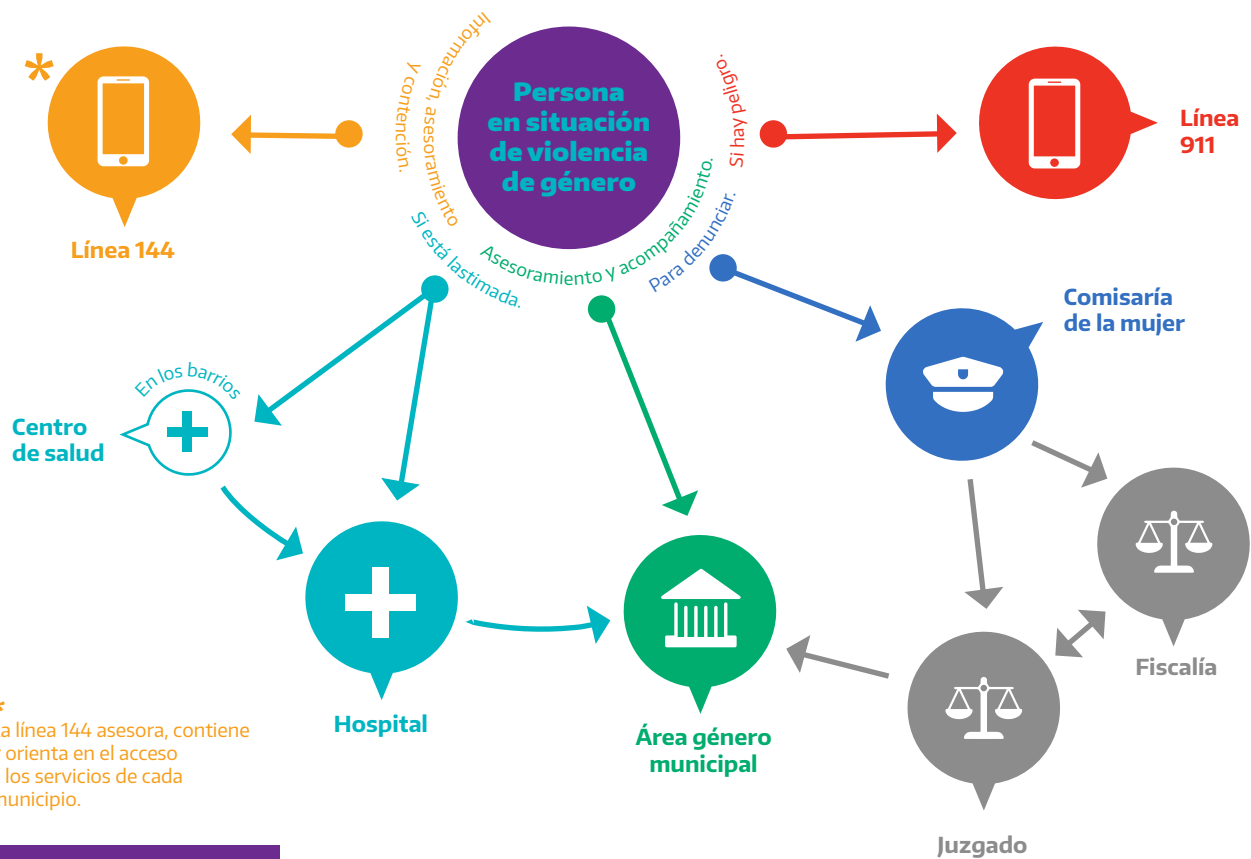 *
Línea 144
Información, asesoramiento
y contención.
Persona
en situación
de violencia
de género
Si hay peligro.
Línea
911
Si está lastimada.
Asesoramiento y acompañamiento.
Para denunciar.
Comisaría
de la mujer
En los barrios
Centro
de salud
Hospital
Área género
municipal
Fiscalía
Juzgado
*
a línea 144 asesora, contiene
orienta en el acceso
los servicios de cada
municipio.